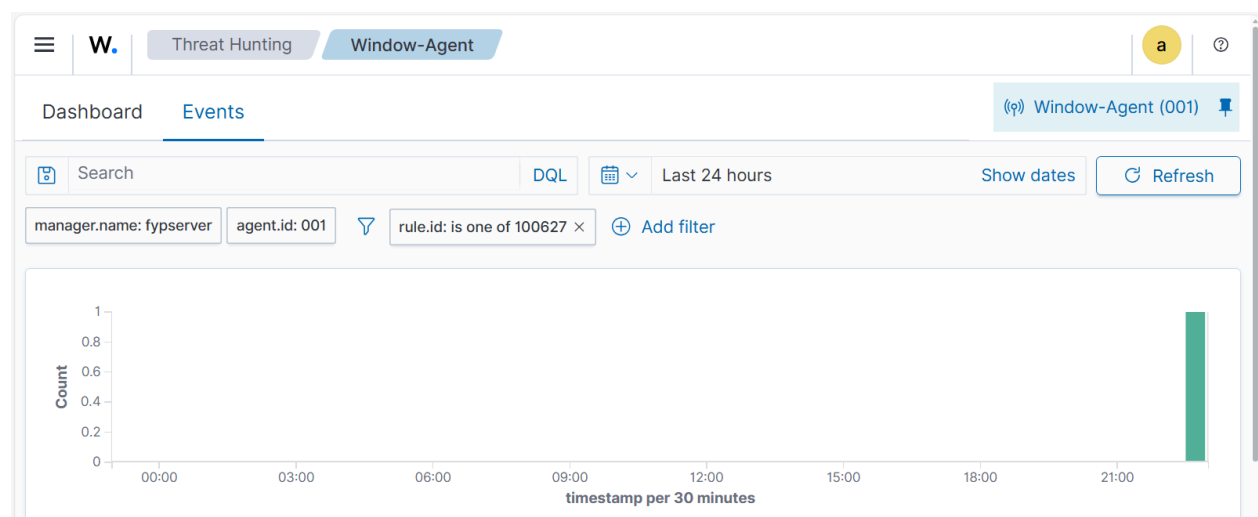 W. Threat Hunting Window-Agent a
Dashboard Events Window-Agent (001)
Search DQL Last 24 hours Show dates Refresh
manager.name: fypserver agent.id: 001 rule.id: is one of 100627 × Add filter
1
0.8
0.6
0.4
0.2
0
Count
00:00 03:00 06:00 09:00 12:00 15:00 18:00 21:00
timestamp per 30 minutes